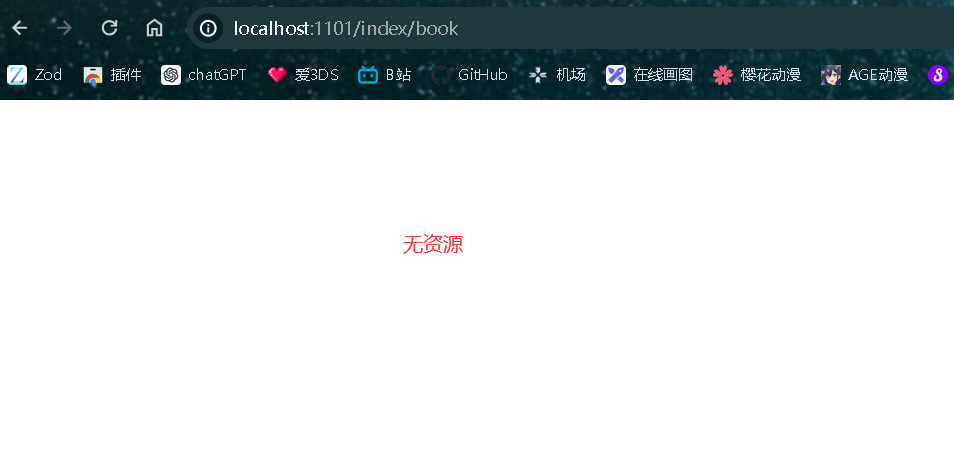 localhost:1101/index/book
Zod 插件 chatGPT 爱3DS B站 GitHub 机场 在线画图 樱花动漫 AGE动漫
无资源